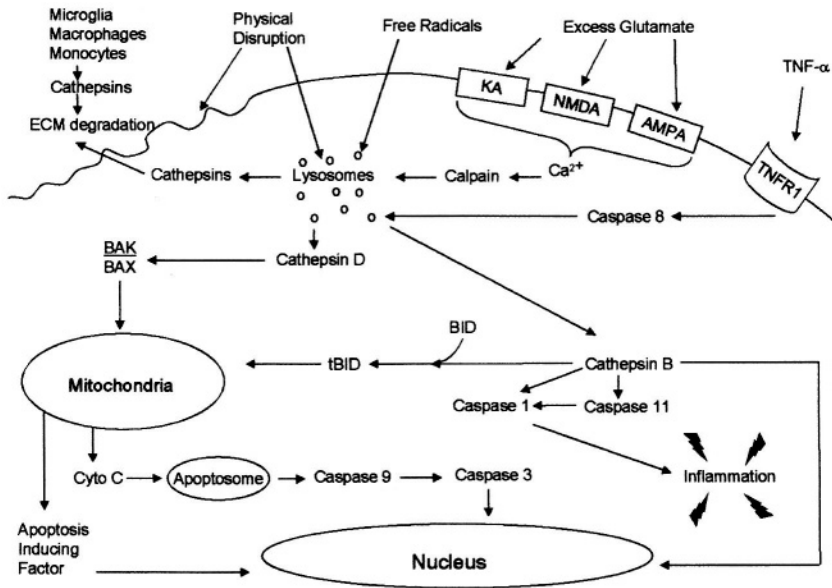 Microglia
Macrophages
Monocytes
Physical
Disruption
Free Radicals
Excess Glutamate
TNF-α
Cathepsins
ECM degradation
KA
NMDA
AMPA
TNFR1
Cathepsins
Lysosomes
Calpain
Ca²⁺
Caspase 8
BAK
BAX
Cathepsin D
BID
Mitochondria
tBID
Cathepsin B
Caspase 1
Caspase 11
Cyto C
Apoptosome
Caspase 9
Caspase 3
Inflammation
Apoptosis
Inducing
Factor
Nucleus